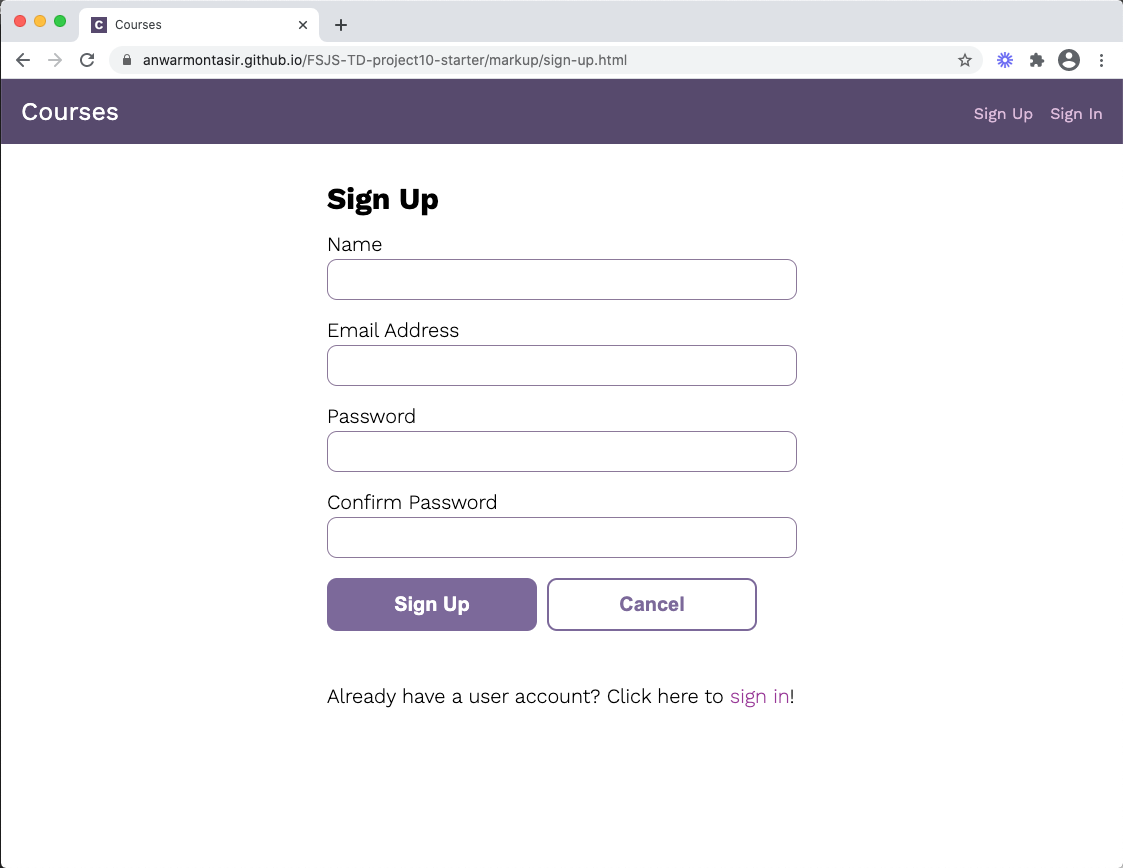 C Courses
anwarmontasir.github.io/FSJS-TD-project10-starter/markup/sign-up.html
Courses Sign Up Sign In
Sign Up
Name
Email Address
Password
Confirm Password
Sign Up Cancel
Already have a user account? Click here to sign in!